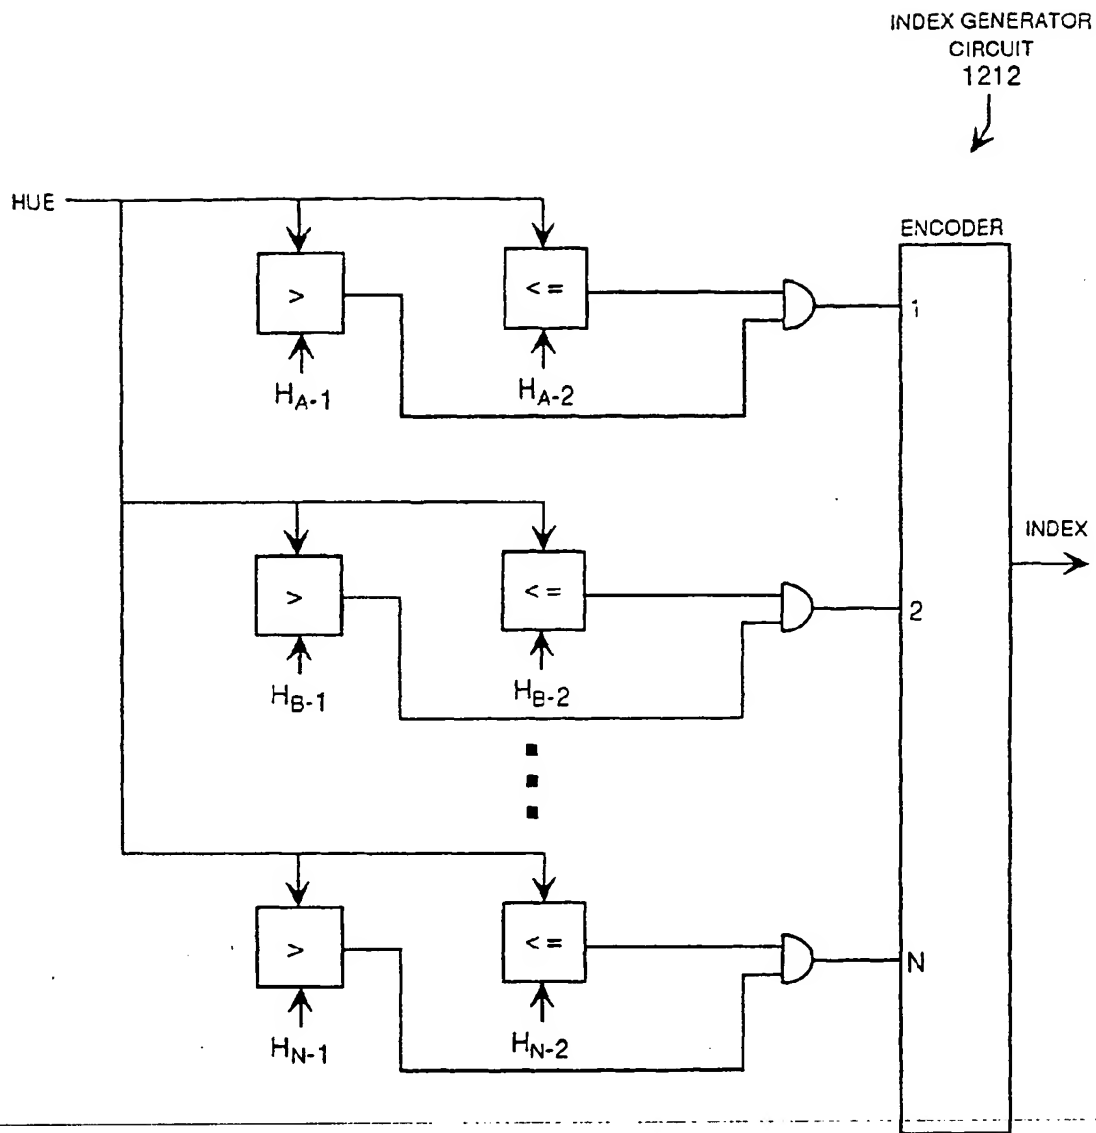 INDEX GENERATOR
CIRCUIT
1212
HUE
ENCODER
>
<=
1
HA-1
HA-2
INDEX
>
<=
2
HB-1
HB-2
>
<=
N
HN-1
HN-2